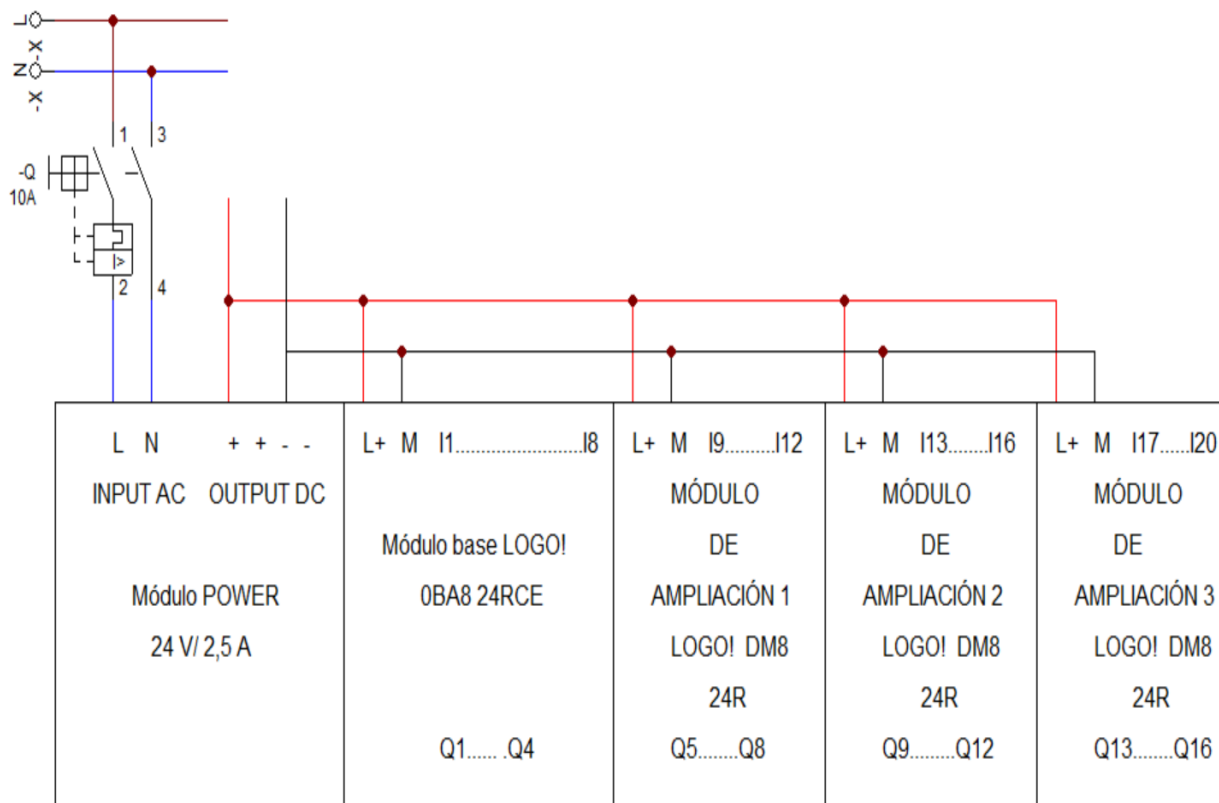 L
-X
N
-X
1 3
-Q
10A
I>
2 4
L N + + - -
INPUT AC OUTPUT DC
Módulo POWER
24 V/ 2,5 A
L+ M I1.........................I8
Módulo base LOGO!
0BA8 24RCE
Q1...... .Q4
L+ M I9..........I12
MÓDULO
DE
AMPLIACIÓN 1
LOGO! DM8
24R
Q5........Q8
L+ M I13.......I16
MÓDULO
DE
AMPLIACIÓN 2
LOGO! DM8
24R
Q9.........Q12
L+ M I17......I20
MÓDULO
DE
AMPLIACIÓN 3
LOGO! DM8
24R
Q13........Q16